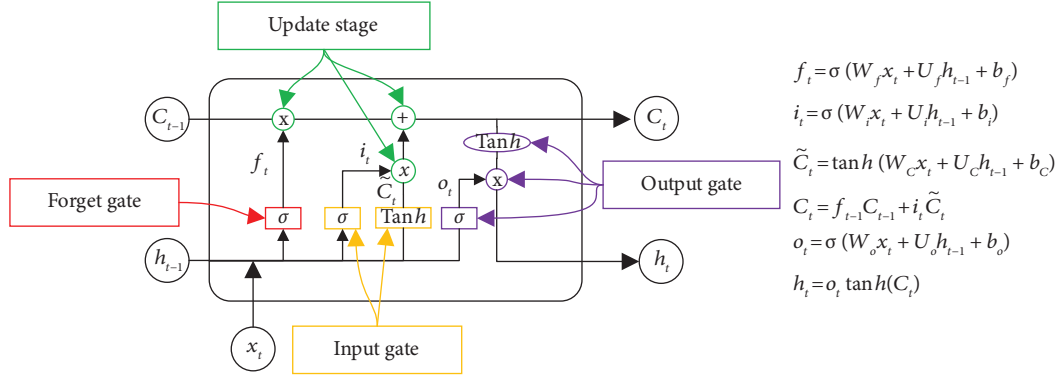 Update stage
C_{t-1}
x
+
C_t
Tanh
f_t
i_t
x
C̃_t
o_t
x
Output gate
Forget gate
σ
σ
Tanh
σ
h_{t-1}
h_t
x_t
Input gate
f_t = σ (W_f x_t + U_f h_{t-1} + b_f)
i_t = σ (W_i x_t + U_i h_{t-1} + b_i)
C̃_t = tanh (W_C x_t + U_C h_{t-1} + b_C)
C_t = f_{t-1} C_{t-1} + i_t C̃_t
o_t = σ (W_o x_t + U_o h_{t-1} + b_o)
h_t = o_t tanh(C_t)